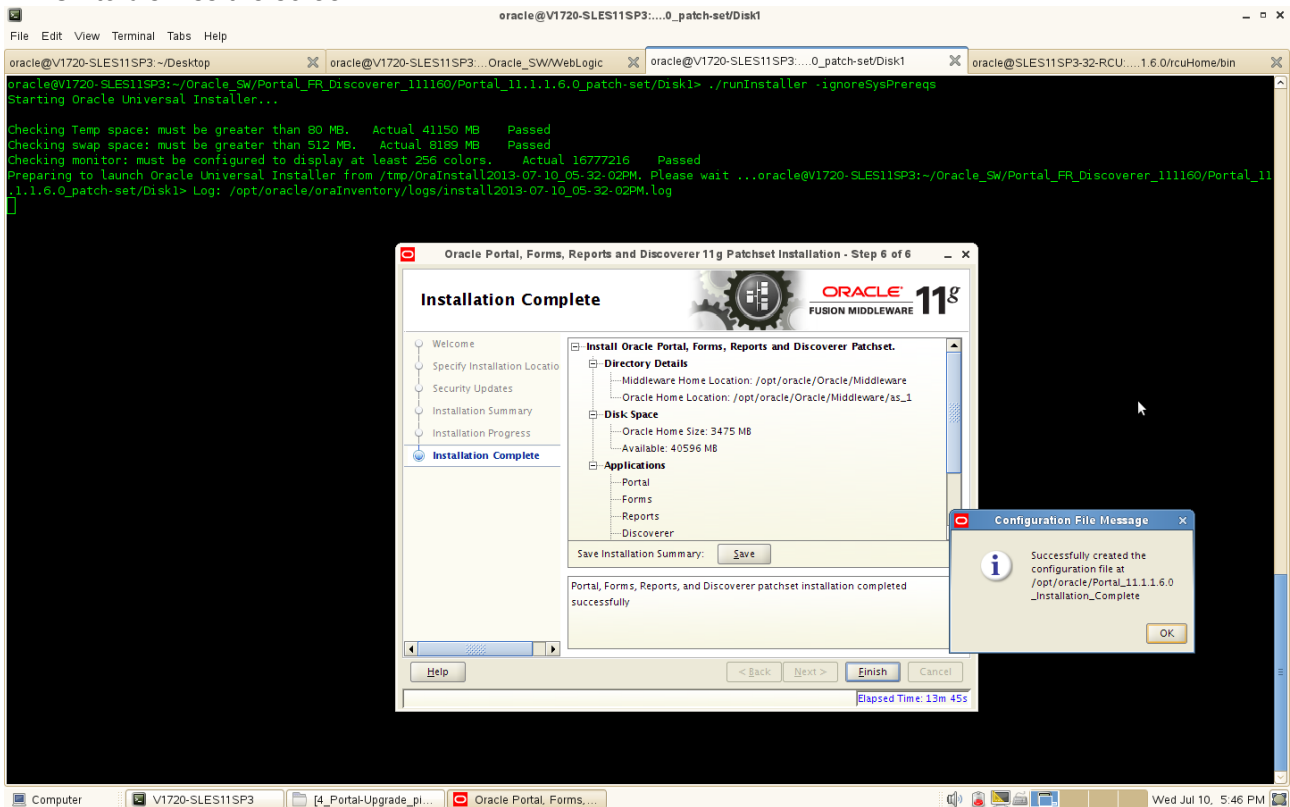 oracle@V1720-SLES11SP3:....0_patch-set/Disk1
File Edit View Terminal Tabs Help
oracle@V1720-SLES11SP3:~/Desktop
oracle@V1720-SLES11SP3:...Oracle_SW/WebLogic
oracle@V1720-SLES11SP3:....0_patch-set/Disk1
oracle@SLES11SP3-32-RCU:....1.6.0/rcuHome/bin
oracle@V1720-SLES11SP3:~/Oracle_SW/Portal_FR_Discoverer_111160/Portal_11.1.1.6.0_patch-set/Disk1> ./runInstaller -ignoreSysPrereqs
Starting Oracle Universal Installer...
Checking Temp space: must be greater than 80 MB. Actual 41150 MB Passed
Checking swap space: must be greater than 512 MB. Actual 8189 MB Passed
Checking monitor: must be configured to display at least 256 colors. Actual 16777216 Passed
Preparing to launch Oracle Universal Installer from /tmp/OraInstall2013-07-10_05-32-02PM. Please wait ...oracle@V1720-SLES11SP3:~/Oracle_SW/Portal_FR_Discoverer_111160/Portal_11
.1.1.6.0_patch-set/Disk1> Log: /opt/oracle/oraInventory/logs/install2013-07-10_05-32-02PM.log
Oracle Portal, Forms, Reports and Discoverer 11g Patchset Installation - Step 6 of 6
Installation Complete
ORACLE
FUSION MIDDLEWARE
11g
Welcome
Specify Installation Locatio
Security Updates
Installation Summary
Installation Progress
Installation Complete
Install Oracle Portal, Forms, Reports and Discoverer Patchset.
Directory Details
Middleware Home Location: /opt/oracle/Oracle/Middleware
Oracle Home Location: /opt/oracle/Oracle/Middleware/as_1
Disk Space
Oracle Home Size: 3475 MB
Available: 40596 MB
Applications
Portal
Forms
Reports
Discoverer
Save Installation Summary: Save
Portal, Forms, Reports, and Discoverer patchset installation completed
successfully
Configuration File Message
Successfully created the
configuration file at
/opt/oracle/Portal_11.1.1.6.0
_Installation_Complete
OK
Help
< Back
Next >
Finish
Cancel
Elapsed Time: 13m 45s
Computer
V1720-SLES11SP3
[4_Portal-Upgrade_pi...
Oracle Portal, Forms,...
Wed Jul 10, 5:46 PM